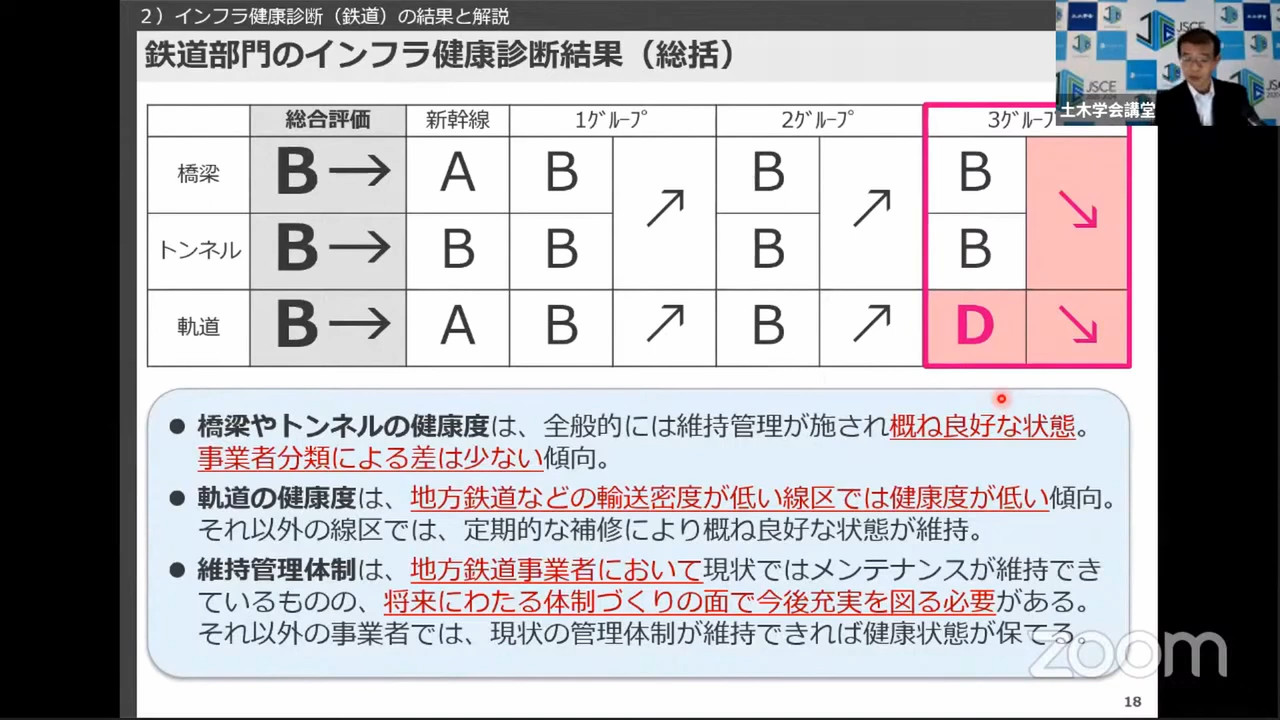 2）インフラ健康診断（鉄道）の結果と解説
鉄道部門のインフラ健康診断結果（総括）
JSCE
JSCE
土木学会講堂
総合評価 新幹線 1ｸﾞﾙｰﾌﾟ 2ｸﾞﾙｰﾌﾟ 3ｸﾞﾙｰﾌﾟ
橋梁 B→ A B ↗ B ↗ B ↘
トンネル B→ B B B B
軌道 B→ A B ↗ B ↗ D ↘
● 橋梁やトンネルの健康度は、全般的には維持管理が施され概ね良好な状態。
事業者分類による差は少ない傾向。
● 軌道の健康度は、地方鉄道などの輸送密度が低い線区では健康度が低い傾向。
それ以外の線区では、定期的な補修により概ね良好な状態が維持。
● 維持管理体制は、地方鉄道事業者において現状ではメンテナンスが維持でき
ているものの、将来にわたる体制づくりの面で今後充実を図る必要がある。
それ以外の事業者では、現状の管理体制が維持できれば健康状態が保てる。
zoom
18